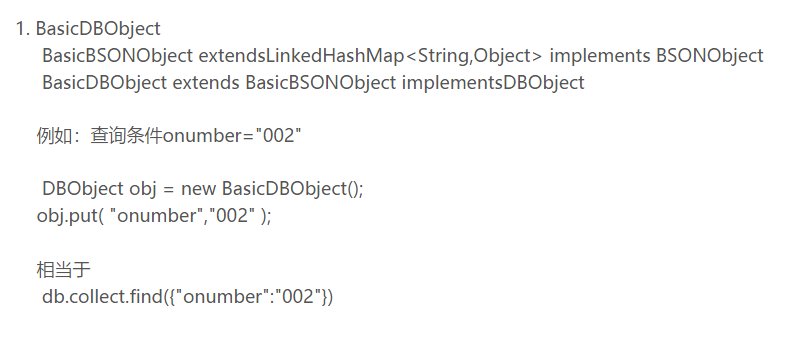 1. BasicDBObject
BasicBSONObject extendsLinkedHashMap<String,Object> implements BSONObject
BasicDBObject extends BasicBSONObject implementsDBObject
例如：查询条件onumber="002"
DBObject obj = new BasicDBObject();
obj.put( "onumber","002" );
相当于
db.collect.find({"onumber":"002"})